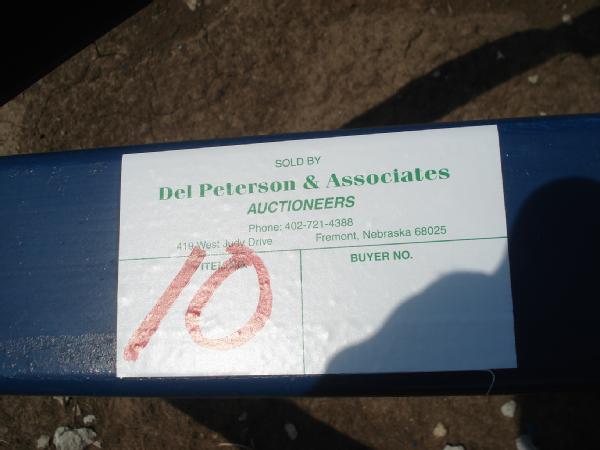 SOLD BY
Del Peterson & Associates
AUCTIONEERS
Phone: 402-721-4388
419 West Judy Drive Fremont, Nebraska 68025
ITEM NO. BUYER NO.
10